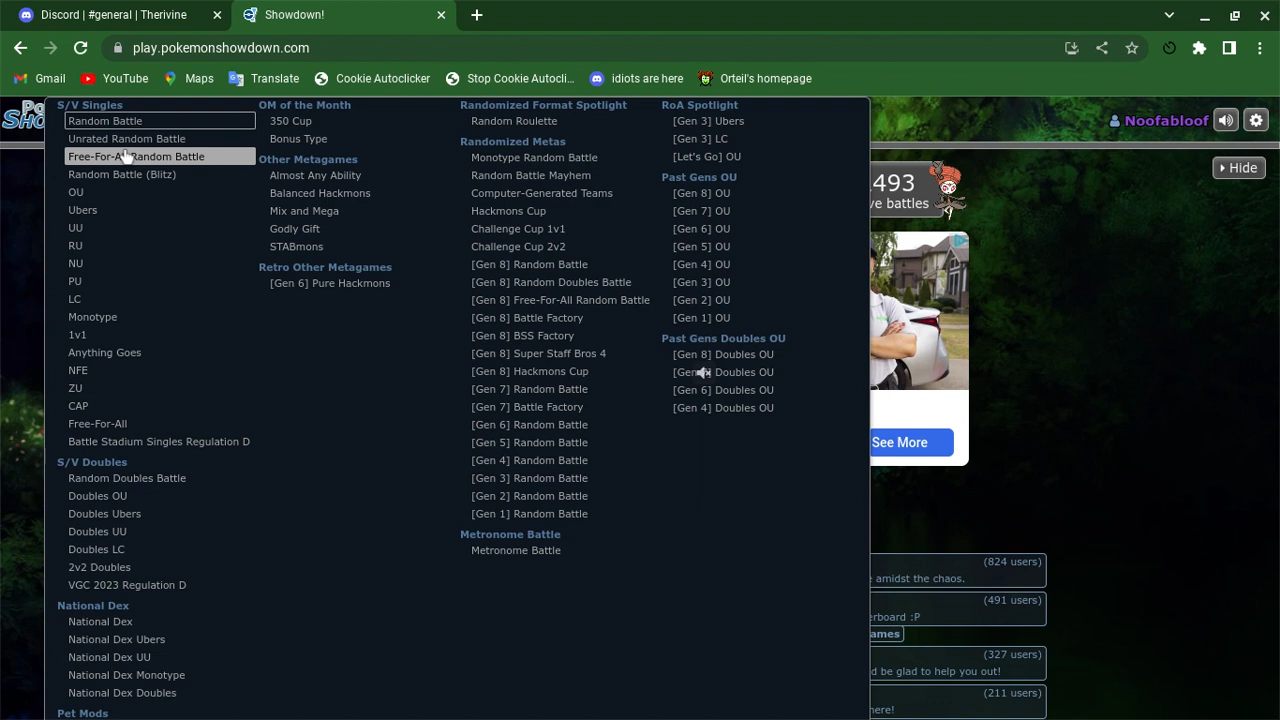 Discord | #general | Therivine
Showdown!
play.pokemonshowdown.com
Gmail
YouTube
Maps
Translate
Cookie Autoclicker
Stop Cookie Autocli...
idiots are here
Orteil's homepage
S/V Singles
Random Battle
Unrated Random Battle
Free-For-All Random Battle
Random Battle (Blitz)
OU
Ubers
UU
RU
NU
PU
LC
Monotype
1v1
Anything Goes
NFE
ZU
CAP
Free-For-All
Battle Stadium Singles Regulation D
S/V Doubles
Random Doubles Battle
Doubles OU
Doubles Ubers
Doubles UU
Doubles LC
2v2 Doubles
VGC 2023 Regulation D
National Dex
National Dex
National Dex Ubers
National Dex UU
National Dex Monotype
National Dex Doubles
Pet Mods
OM of the Month
350 Cup
Bonus Type
Other Metagames
Almost Any Ability
Balanced Hackmons
Mix and Mega
Godly Gift
STABmons
Retro Other Metagames
[Gen 6] Pure Hackmons
Randomized Format Spotlight
Random Roulette
Randomized Metas
Monotype Random Battle
Random Battle Mayhem
Computer-Generated Teams
Hackmons Cup
Challenge Cup 1v1
Challenge Cup 2v2
[Gen 8] Random Battle
[Gen 8] Random Doubles Battle
[Gen 8] Free-For-All Random Battle
[Gen 8] Battle Factory
[Gen 8] BSS Factory
[Gen 8] Super Staff Bros 4
[Gen 8] Hackmons Cup
[Gen 7] Random Battle
[Gen 7] Battle Factory
[Gen 6] Random Battle
[Gen 5] Random Battle
[Gen 4] Random Battle
[Gen 3] Random Battle
[Gen 2] Random Battle
[Gen 1] Random Battle
Metronome Battle
Metronome Battle
RoA Spotlight
[Gen 3] Ubers
[Gen 3] LC
[Let's Go] OU
Past Gens OU
[Gen 8] OU
[Gen 7] OU
[Gen 6] OU
[Gen 5] OU
[Gen 4] OU
[Gen 3] OU
[Gen 2] OU
[Gen 1] OU
Past Gens Doubles OU
[Gen 8] Doubles OU
[Gen Doubles OU
[Gen 6] Doubles OU
[Gen 4] Doubles OU
Noofabloof
Hide
493
ve battles
See More
(824 users)
e amidst the chaos.
(491 users)
erboard :P
ames
(327 users)
d be glad to help you out!
(211 users)
here!